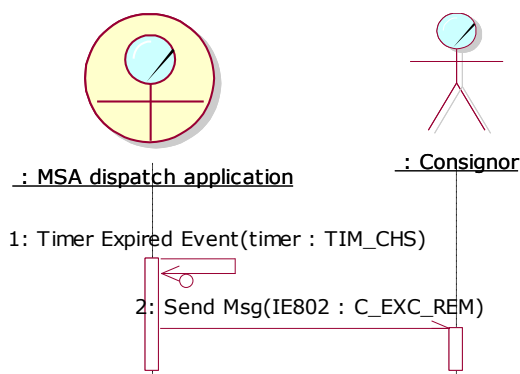 : MSA dispatch application
: Consignor
1: Timer Expired Event(timer : TIM_CHS)
2: Send Msg(IE802 : C_EXC_REM)